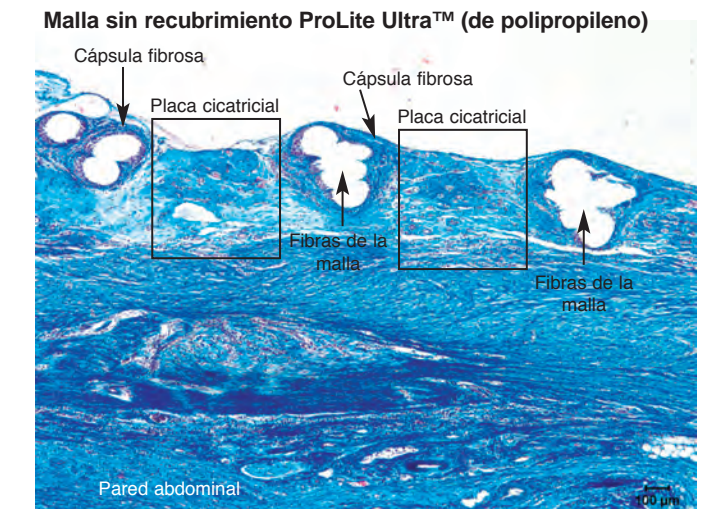 Malla sin recubrimiento ProLite Ultra™ (de polipropileno)
Cápsula fibrosa
Cápsula fibrosa
Placa cicatricial
Placa cicatricial
Fibras de la
malla
Fibras de la
malla
Pared abdominal
100 µm